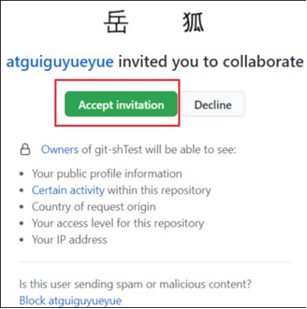 岳 狐
atguiguyueyue invited you to collaborate
Accept invitation Decline
Owners of git-shTest will be able to see:
• Your public profile information
• Certain activity within this repository
• Country of request origin
• Your access level for this repository
• Your IP address
Is this user sending spam or malicious content?
Block atguiguyueyue